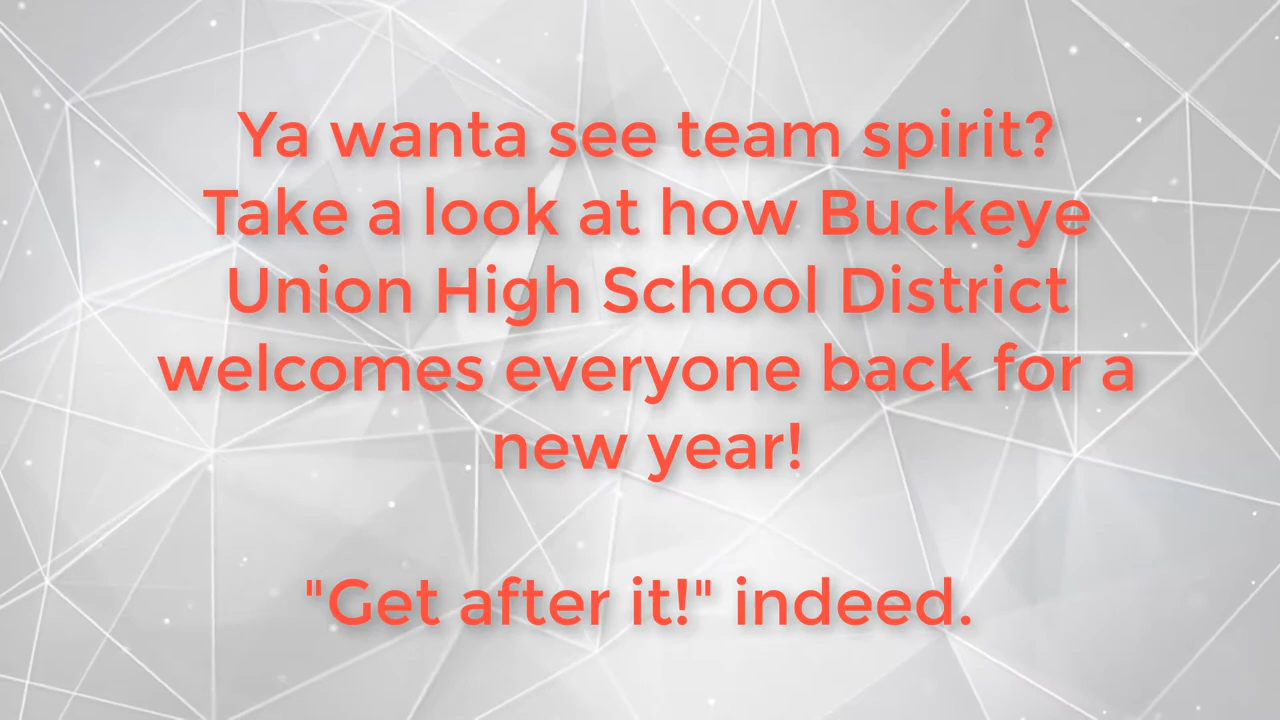 Ya wanta see team spirit?
Take a look at how Buckeye
Union High School District
welcomes everyone back for a
new year!
"Get after it!" indeed.